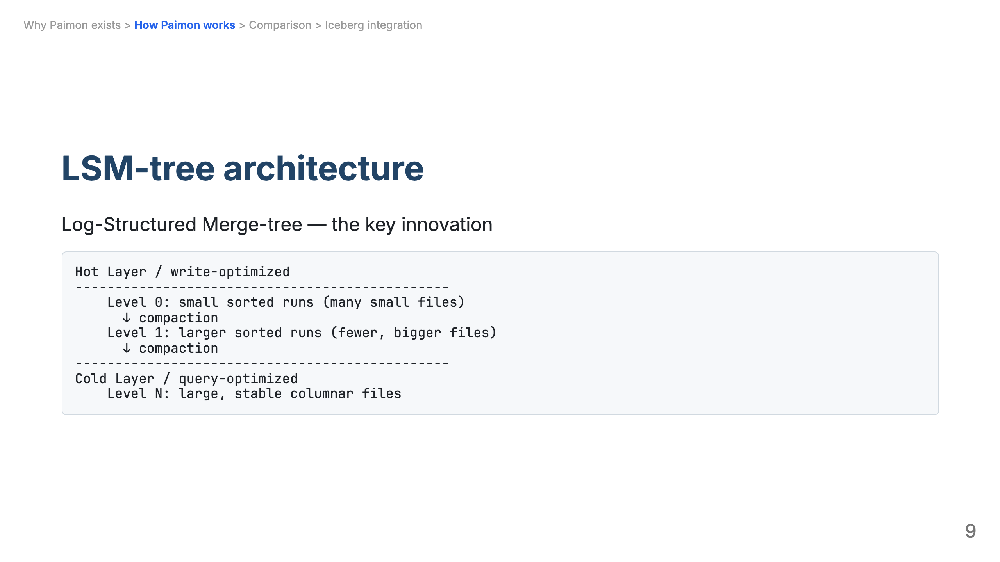 Why Paimon exists > How Paimon works > Comparison > Iceberg integration
LSM-tree architecture
Log-Structured Merge-tree — the key innovation
Hot Layer / write-optimized
-----------------------------------------------
    Level 0: small sorted runs (many small files)
      ↓ compaction
    Level 1: larger sorted runs (fewer, bigger files)
      ↓ compaction
-----------------------------------------------
Cold Layer / query-optimized
    Level N: large, stable columnar files
9